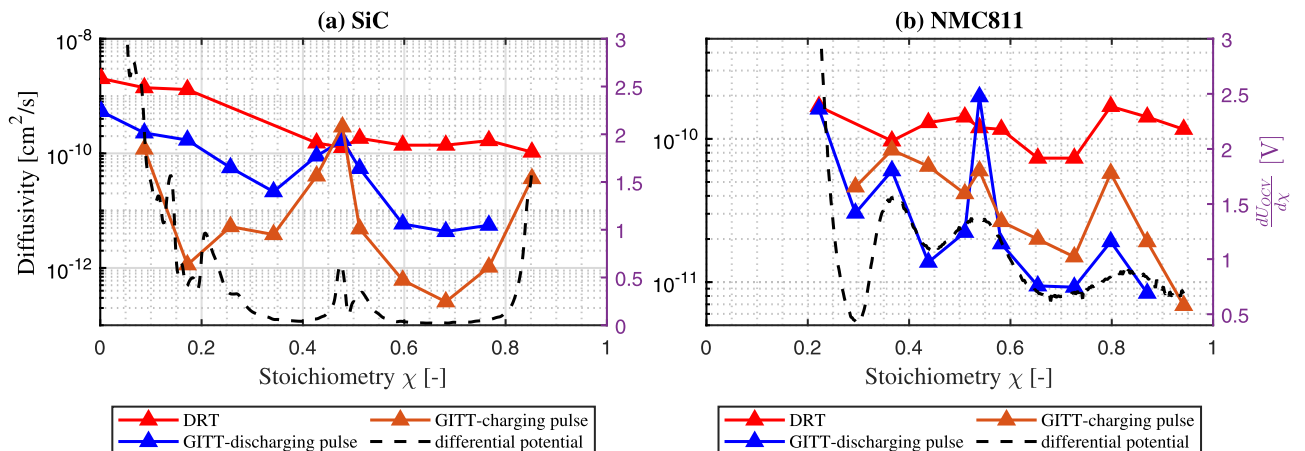 (a) SiC
(b) NMC811
Diffusivity [cm²/s]
10⁻⁸
10⁻¹⁰
10⁻¹²
0 0.2 0.4 0.6 0.8 1
3
2.5
2
1.5
1
0.5
0
Stoichiometry χ [-]
10⁻¹⁰
10⁻¹¹
0 0.2 0.4 0.6 0.8 1
3
2.5
2
1.5
1
0.5
dU_OCV/dχ [V]
Stoichiometry χ [-]
DRT GITT-charging pulse
GITT-discharging pulse differential potential
DRT GITT-charging pulse
GITT-discharging pulse differential potential